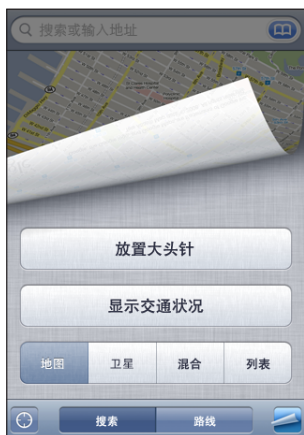 搜索或输入地址
放置大头针
显示交通状况
地图 卫星 混合 列表
搜索 路线